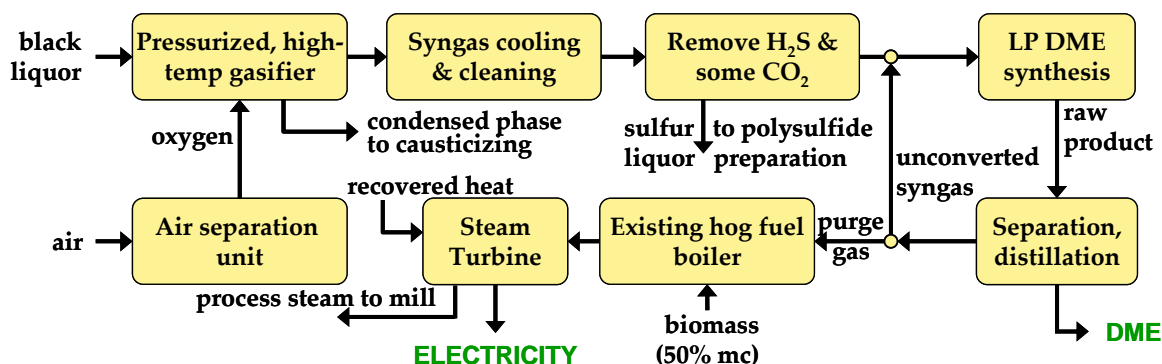 black
liquor
Pressurized, high-
temp gasifier
Syngas cooling
& cleaning
Remove H₂S &
some CO₂
LP DME
synthesis
oxygen
condensed phase
to causticizing
sulfur
liquor
to polysulfide
preparation
unconverted
syngas
raw
product
recovered heat
air
Air separation
unit
Steam
Turbine
Existing hog fuel
boiler
purge
gas
Separation,
distillation
process steam to mill
ELECTRICITY
biomass
(50% mc)
DME